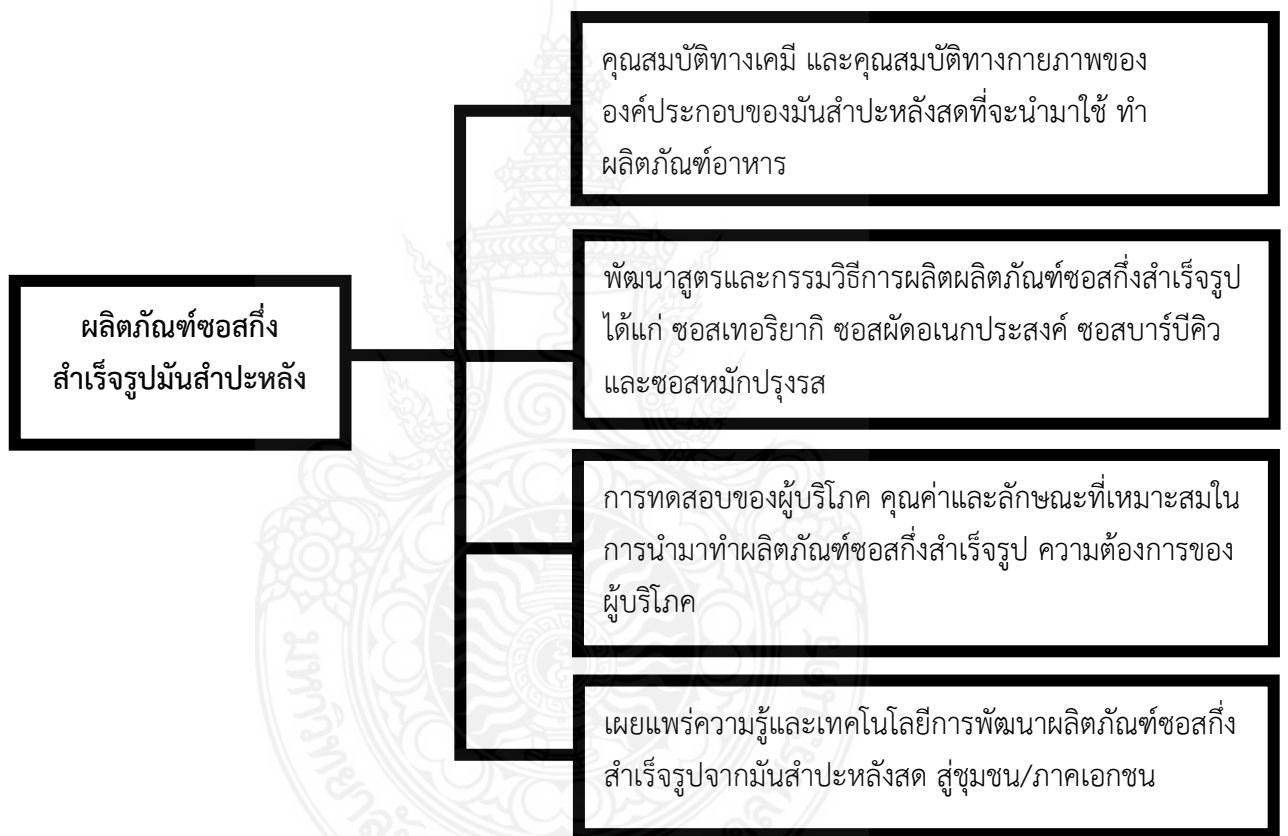 คุณสมบัติทางเคมี และคุณสมบัติทางกายภาพของ
องค์ประกอบของมันสำปะหลังสดที่จะนำมาใช้ ทำ
ผลิตภัณฑ์อาหาร
ผลิตภัณฑ์ซอสกึ่ง
สำเร็จรูปมันสำปะหลัง
พัฒนาสูตรและกรรมวิธีการผลิตผลิตภัณฑ์ซอสกึ่งสำเร็จรูป
ได้แก่ ซอสเทอริยากิ ซอสผัดอเนกประสงค์ ซอสบาร์บีคิว
และซอสหมักปรุงรส
การทดสอบของผู้บริโภค คุณค่าและลักษณะที่เหมาะสมใน
การนำมาทำผลิตภัณฑ์ซอสกึ่งสำเร็จรูป ความต้องการของ
ผู้บริโภค
เผยแพร่ความรู้และเทคโนโลยีการพัฒนาผลิตภัณฑ์ซอสกึ่ง
สำเร็จรูปจากมันสำปะหลังสด สู่ชุมชน/ภาคเอกชน